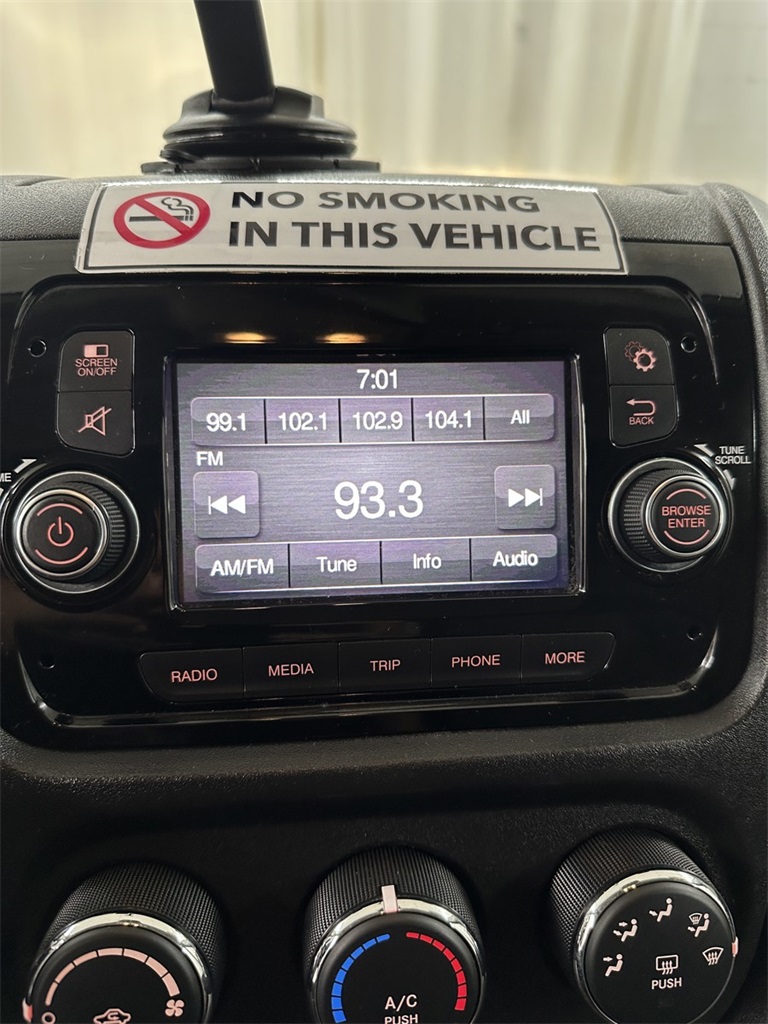 NO SMOKING
IN THIS VEHICLE
SCREEN
ON/OFF
7:01
99.1 102.1 102.9 104.1 All
FM
93.3
AM/FM Tune Info Audio
BACK
TUNE
SCROLL
BROWSE
ENTER
RADIO MEDIA TRIP PHONE MORE
A/C
PUSH
PUSH